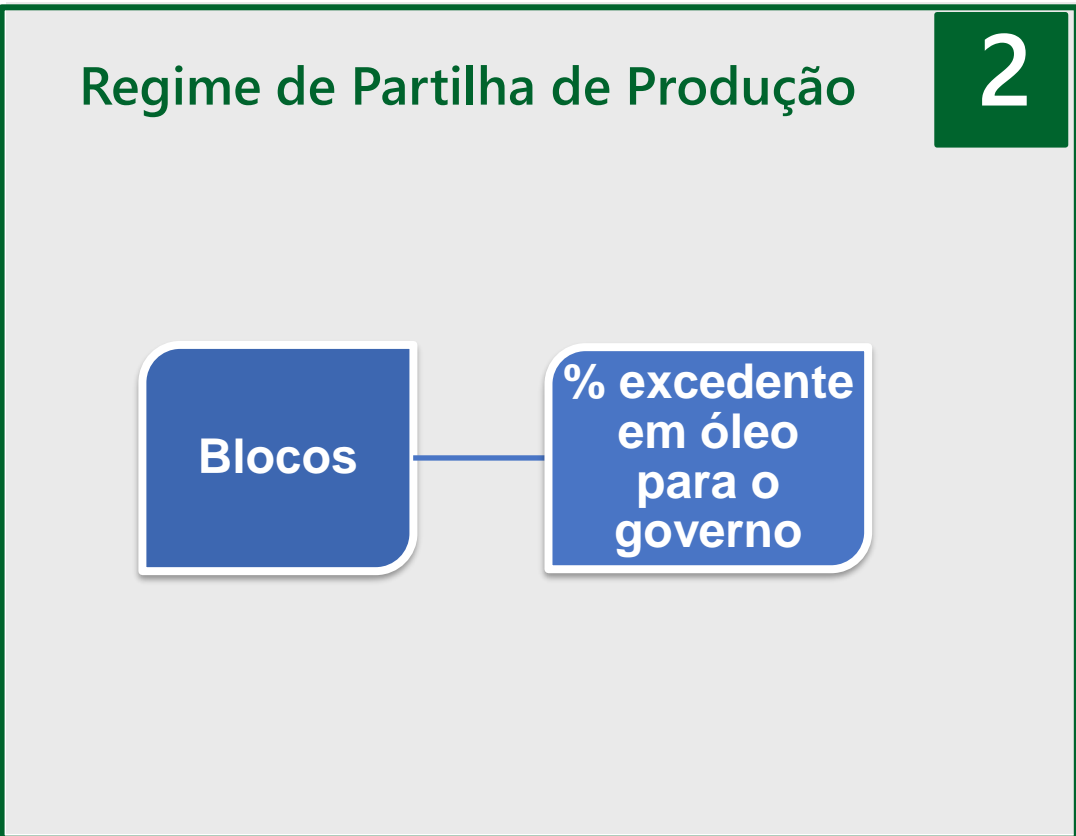 Regime de Partilha de Produção
2
Blocos
% excedente
em óleo
para o
governo